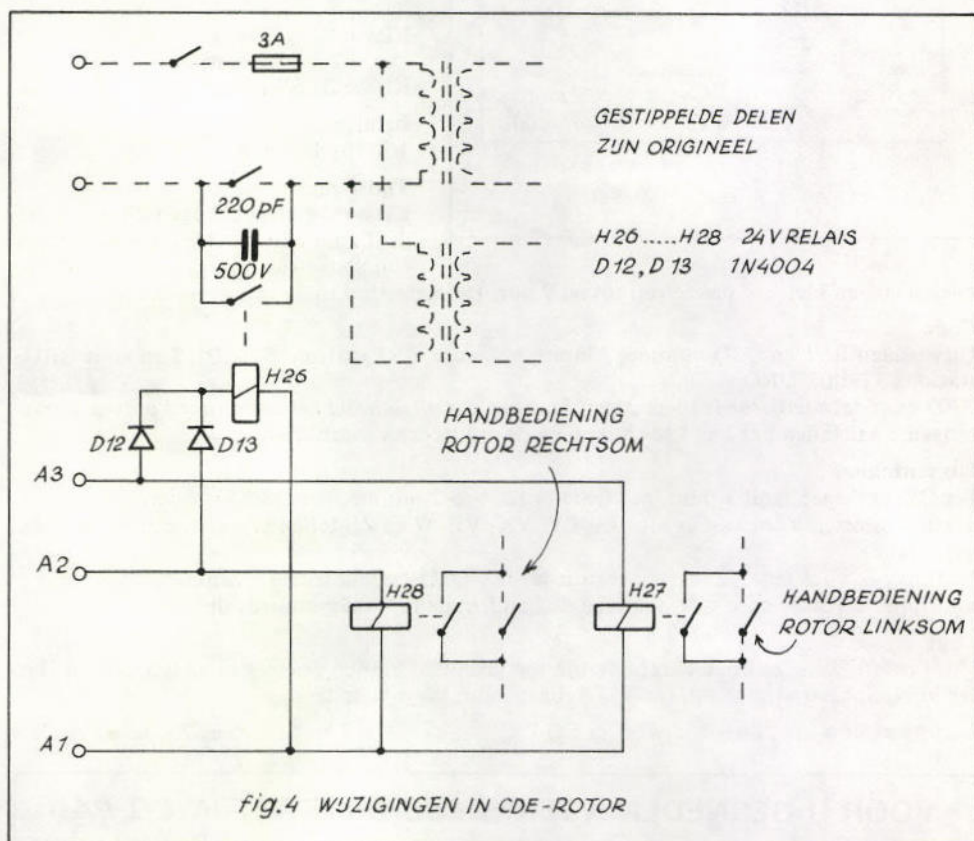 3A
GESTIPPELDE DELEN
ZIJN ORIGINEEL
220 pF
500V
H26.....H28 24V RELAIS
D12, D13 1N4004
H26
D12
D13
HANDBEDIENING
ROTOR RECHTSOM
A3
A2
H28
H27
HANDBEDIENING
ROTOR LINKSOM
A1
fig.4 WIJZIGINGEN IN CDE-ROTOR